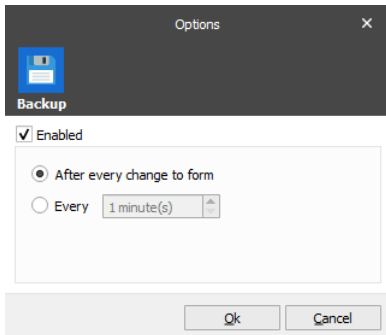 Options
Backup
Enabled
After every change to form
Every 1 minute(s)
Ok Cancel